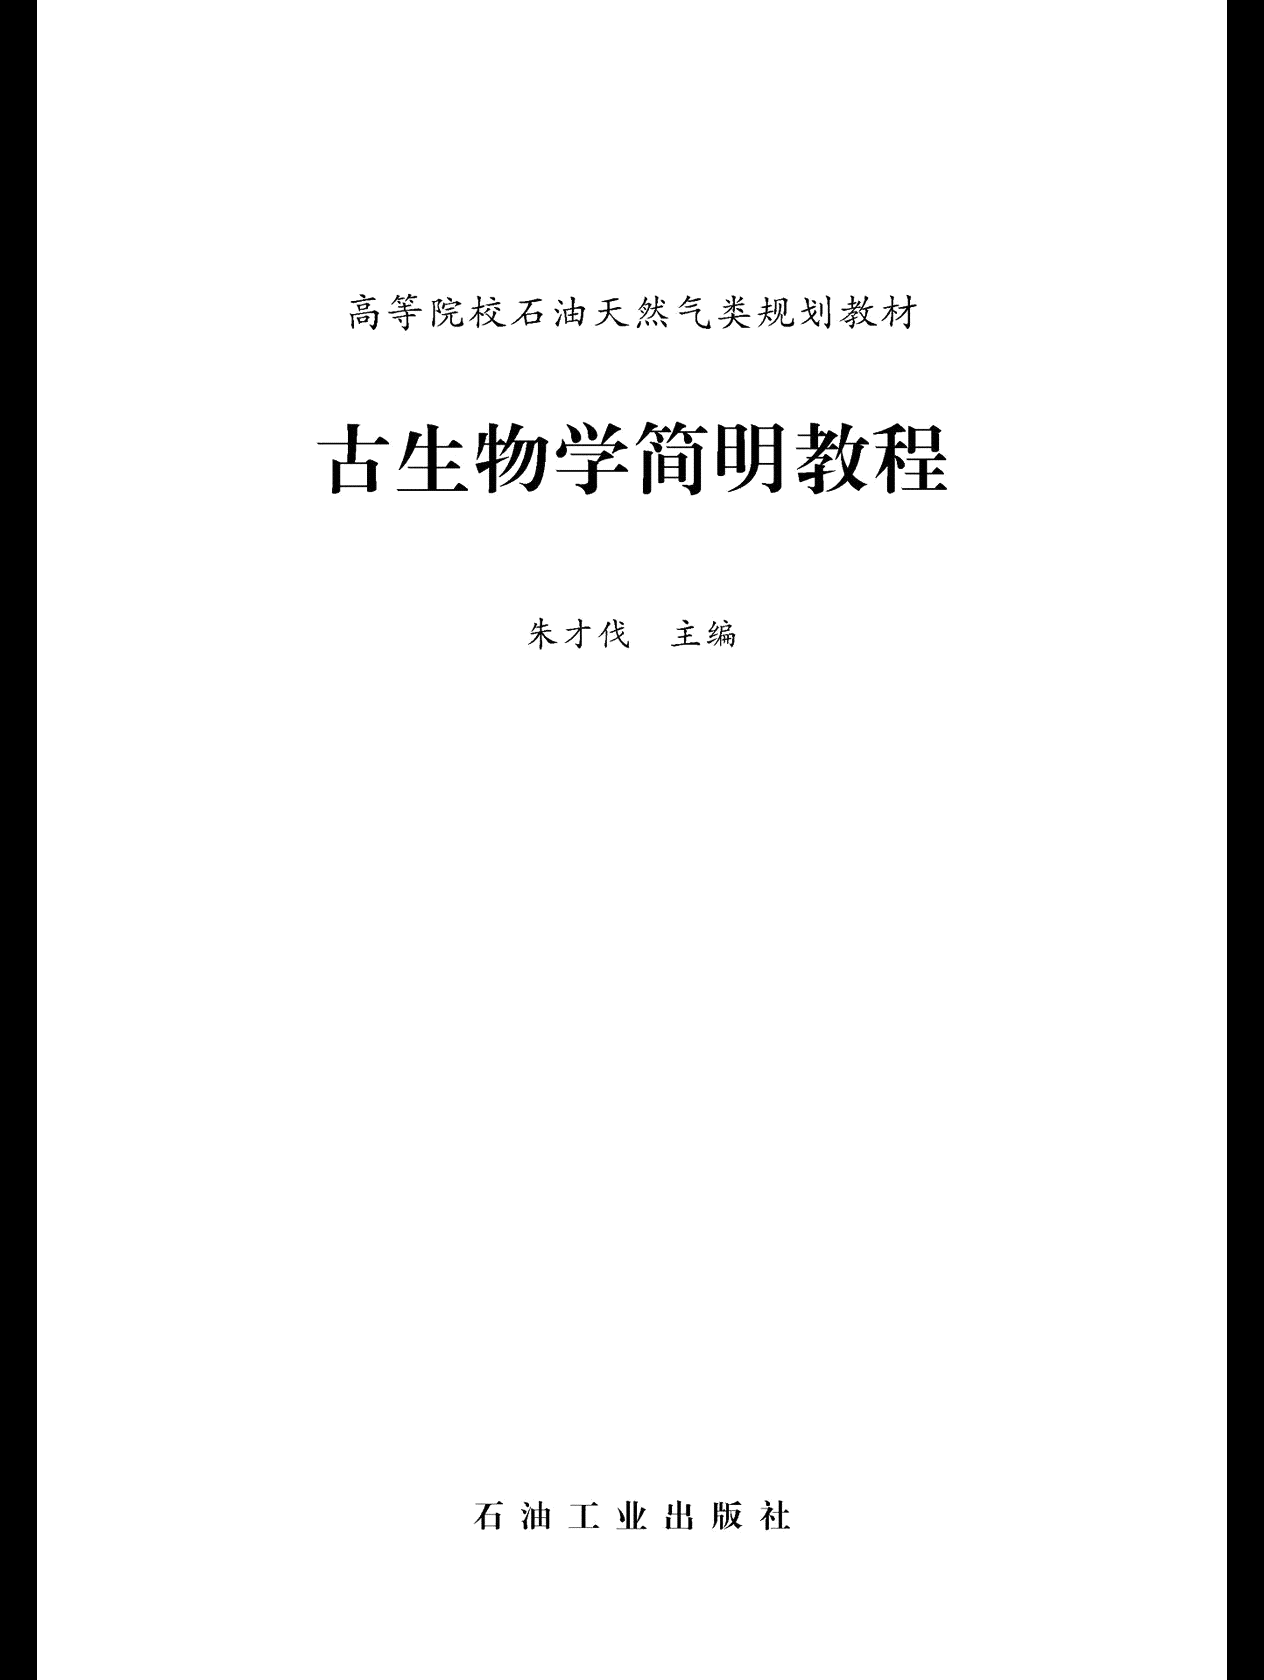 高等院校石油天然气类规划教材
古生物学简明教程
朱才伐　主编
石油工业出版社